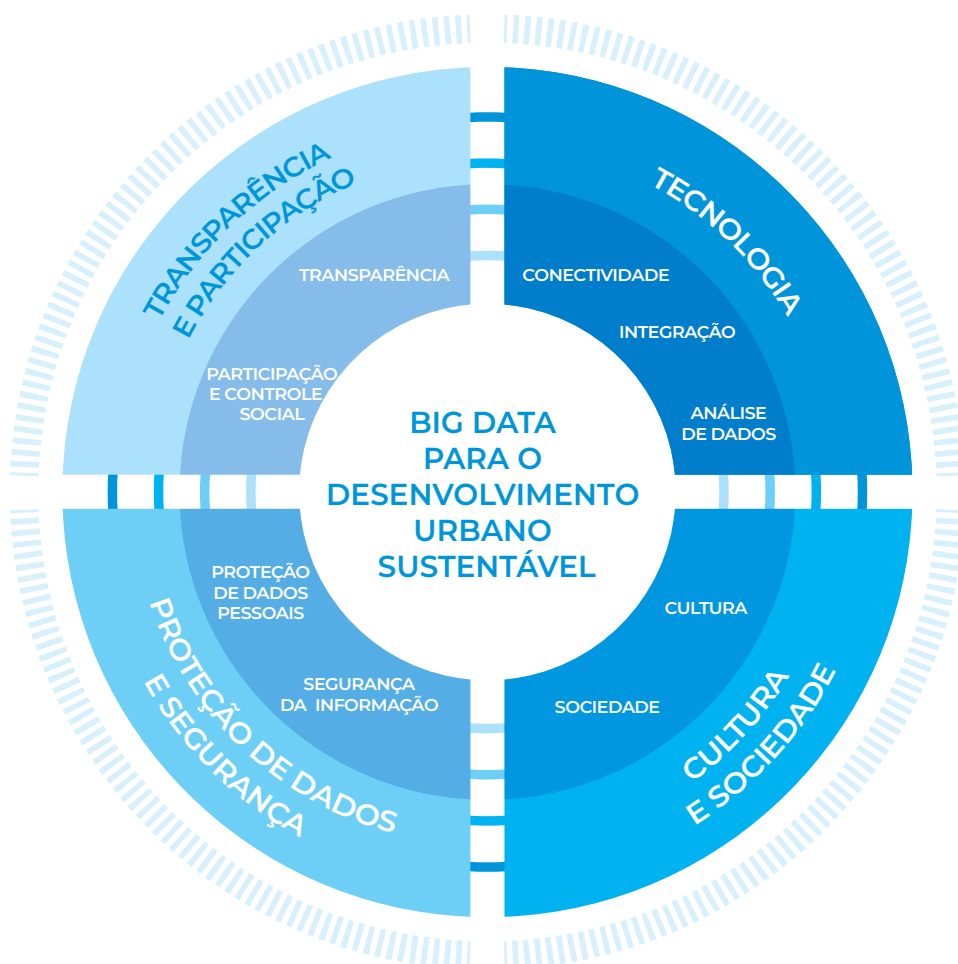 TRANSPARÊNCIA
E PARTICIPAÇÃO
TRANSPARÊNCIA
PARTICIPAÇÃO
E CONTROLE
SOCIAL
TECNOLOGIA
CONECTIVIDADE
INTEGRAÇÃO
ANÁLISE
DE DADOS
BIG DATA
PARA O
DESENVOLVIMENTO
URBANO
SUSTENTÁVEL
PROTEÇÃO
DE DADOS
PESSOAIS
SEGURANÇA
DA INFORMAÇÃO
PROTEÇÃO DE DADOS
E SEGURANÇA
CULTURA
SOCIEDADE
CULTURA
E SOCIEDADE